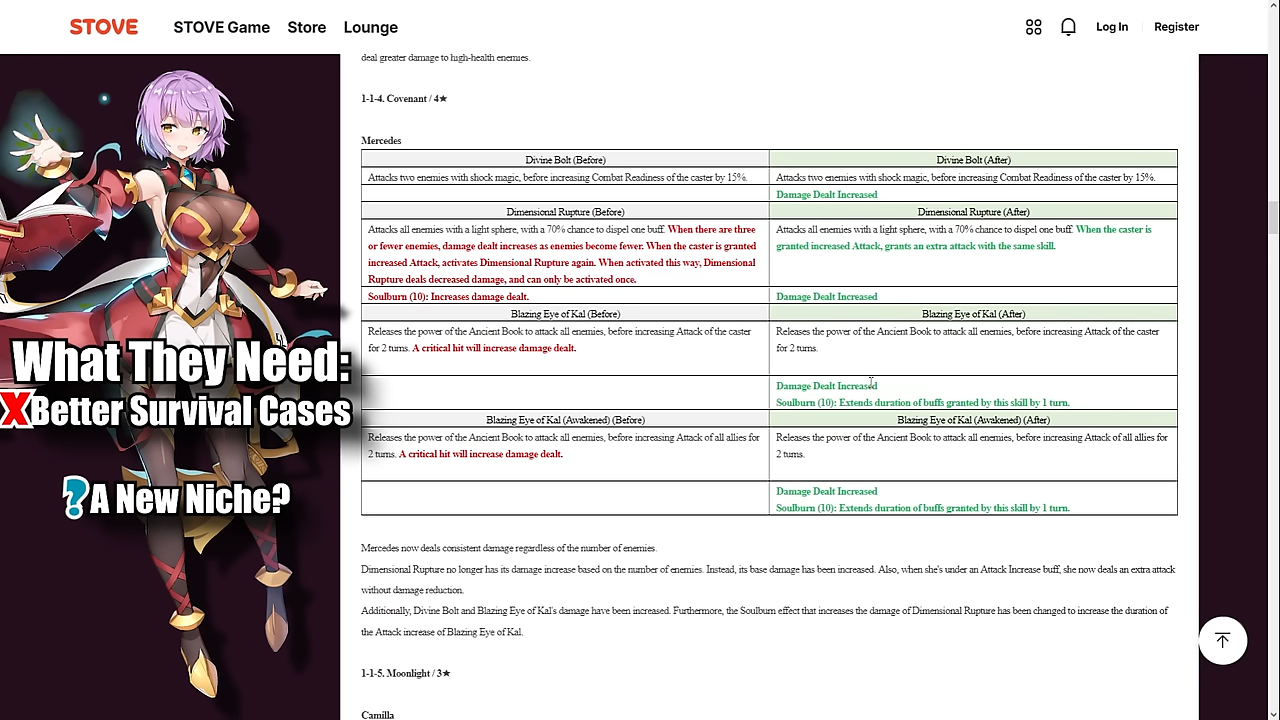 STOVE
STOVE Game
Store
Lounge
Log In
Register
deal greater damage to high-health enemies.
1-1-4. Covenant / 4★
Mercedes
Divine Bolt (Before)
Divine Bolt (After)
Attacks two enemies with shock magic, before increasing Combat Readiness of the caster by 15%.
Attacks two enemies with shock magic, before increasing Combat Readiness of the caster by 15%.
Damage Dealt Increased
Dimensional Rupture (Before)
Dimensional Rupture (After)
Attacks all enemies with a light sphere, with a 70% chance to dispel one buff. When there are three
or fewer enemies, damage dealt increases as enemies become fewer. When the caster is granted
increased Attack, activates Dimensional Rupture again. When activated this way, Dimensional
Rupture deals decreased damage, and can only be activated once.
Attacks all enemies with a light sphere, with a 70% chance to dispel one buff. When the caster is
granted increased Attack, grants an extra attack with the same skill.
Soulburn (10): Increases damage dealt.
Damage Dealt Increased
Blazing Eye of Kal (Before)
Blazing Eye of Kal (After)
Releases the power of the Ancient Book to attack all enemies, before increasing Attack of the caster
for 2 turns. A critical hit will increase damage dealt.
Releases the power of the Ancient Book to attack all enemies, before increasing Attack of the caster
for 2 turns.
Damage Dealt Increased
Soulburn (10): Extends duration of buffs granted by this skill by 1 turn.
Blazing Eye of Kal (Awakened) (Before)
Blazing Eye of Kal (Awakened) (After)
Releases the power of the Ancient Book to attack all enemies, before increasing Attack of all allies for
2 turns. A critical hit will increase damage dealt.
Releases the power of the Ancient Book to attack all enemies, before increasing Attack of all allies for
2 turns.
Damage Dealt Increased
Soulburn (10): Extends duration of buffs granted by this skill by 1 turn.
Mercedes now deals consistent damage regardless of the number of enemies.
Dimensional Rupture no longer has its damage increase based on the number of enemies. Instead, its base damage has been increased. Also, when she's under an Attack Increase buff, she now deals an extra attack
without damage reduction.
Additionally, Divine Bolt and Blazing Eye of Kal's damage have been increased. Furthermore, the Soulburn effect that increases the damage of Dimensional Rupture has been changed to increase the duration of
the Attack increase of Blazing Eye of Kal.
1-1-5. Moonlight / 3★
Camilla
What They Need:
X Better Survival Cases
? A New Niche?